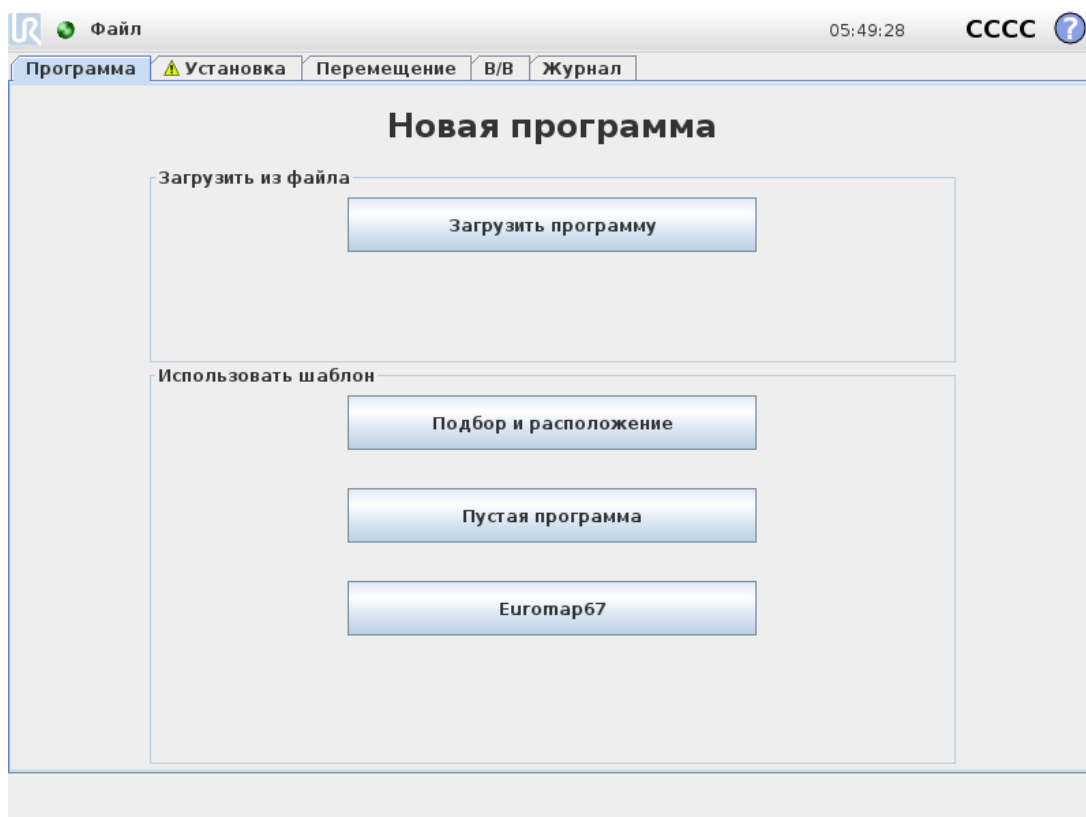 UR Файл 05:49:28 CCCC ?
Программа Установка Перемещение В/В Журнал
Новая программа
Загрузить из файла
Загрузить программу
Использовать шаблон
Подбор и расположение
Пустая программа
Euromap67